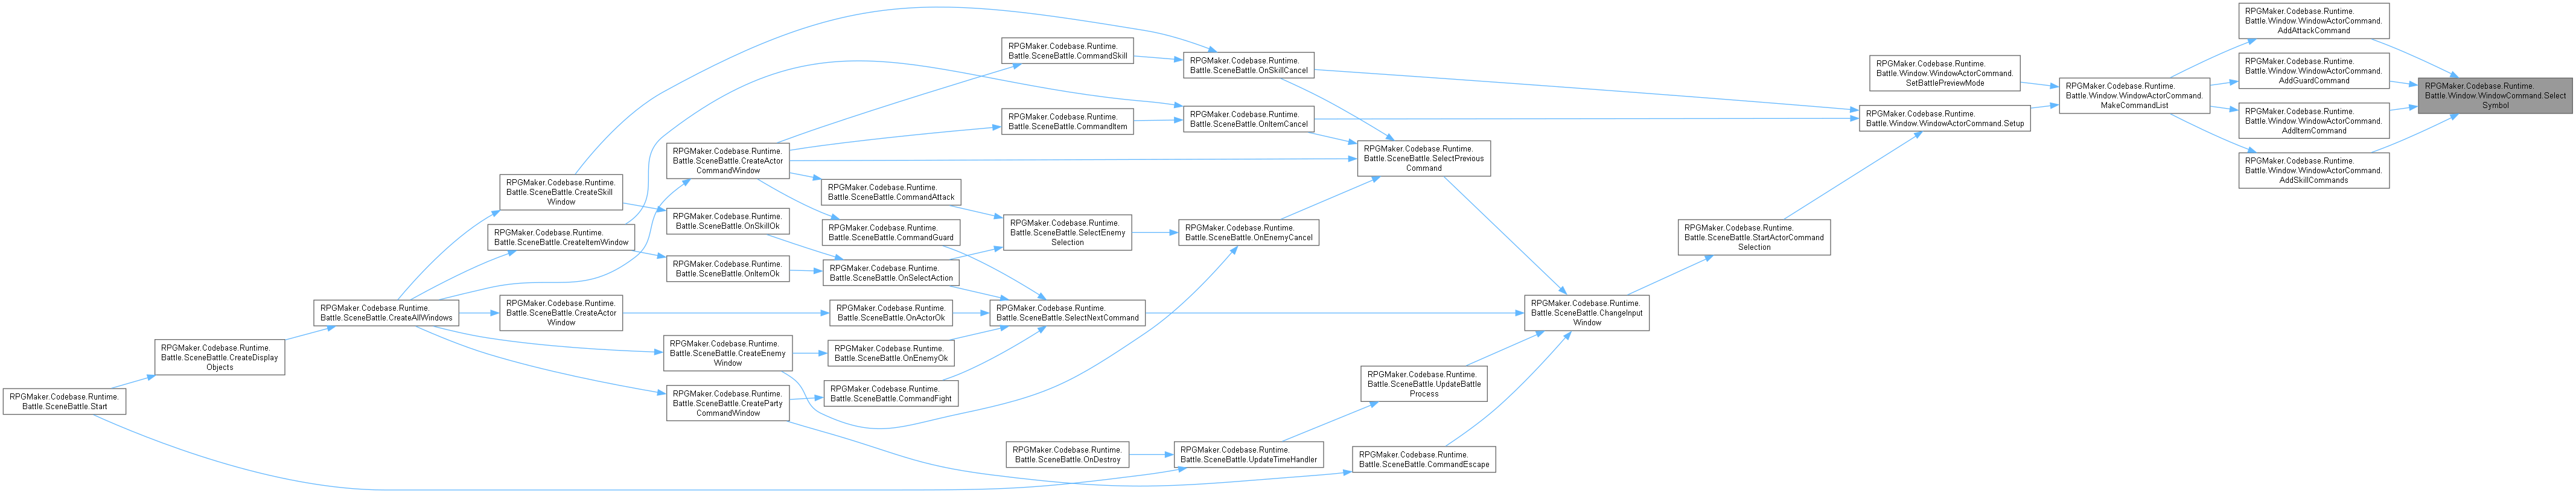 RPGMaker.Codebase.Runtime.
Battle.SceneBattle.Start
RPGMaker.Codebase.Runtime.
Battle.SceneBattle.CreateDisplay
Objects
RPGMaker.Codebase.Runtime.
Battle.SceneBattle.CreateAllWindows
RPGMaker.Codebase.Runtime.
Battle.SceneBattle.CreateSkill
Window
RPGMaker.Codebase.Runtime.
Battle.SceneBattle.CreateItemWindow
RPGMaker.Codebase.Runtime.
Battle.SceneBattle.CreateActor
Window
RPGMaker.Codebase.Runtime.
Battle.SceneBattle.CreateActor
CommandWindow
RPGMaker.Codebase.Runtime.
Battle.SceneBattle.OnSkillOk
RPGMaker.Codebase.Runtime.
Battle.SceneBattle.OnItemOk
RPGMaker.Codebase.Runtime.
Battle.SceneBattle.CreateEnemy
Window
RPGMaker.Codebase.Runtime.
Battle.SceneBattle.CreateParty
CommandWindow
RPGMaker.Codebase.Runtime.
Battle.SceneBattle.CommandAttack
RPGMaker.Codebase.Runtime.
Battle.SceneBattle.CommandGuard
RPGMaker.Codebase.Runtime.
Battle.SceneBattle.OnSelectAction
RPGMaker.Codebase.Runtime.
Battle.SceneBattle.OnActorOk
RPGMaker.Codebase.Runtime.
Battle.SceneBattle.OnEnemyOk
RPGMaker.Codebase.Runtime.
Battle.SceneBattle.CommandFight
RPGMaker.Codebase.Runtime.
Battle.SceneBattle.CommandSkill
RPGMaker.Codebase.Runtime.
Battle.SceneBattle.CommandItem
RPGMaker.Codebase.Runtime.
Battle.SceneBattle.SelectEnemy
Selection
RPGMaker.Codebase.Runtime.
Battle.SceneBattle.SelectNextCommand
RPGMaker.Codebase.Runtime.
Battle.SceneBattle.OnDestroy
RPGMaker.Codebase.Runtime.
Battle.SceneBattle.OnSkillCancel
RPGMaker.Codebase.Runtime.
Battle.SceneBattle.OnItemCancel
RPGMaker.Codebase.Runtime.
Battle.SceneBattle.OnEnemyCancel
RPGMaker.Codebase.Runtime.
Battle.SceneBattle.UpdateTimeHandler
RPGMaker.Codebase.Runtime.
Battle.SceneBattle.SelectPrevious
Command
RPGMaker.Codebase.Runtime.
Battle.SceneBattle.UpdateBattle
Process
RPGMaker.Codebase.Runtime.
Battle.SceneBattle.CommandEscape
RPGMaker.Codebase.Runtime.
Battle.SceneBattle.ChangeInput
Window
RPGMaker.Codebase.Runtime.
Battle.SceneBattle.StartActorCommand
Selection
RPGMaker.Codebase.Runtime.
Battle.Window.WindowActorCommand.
SetBattlePreviewMode
RPGMaker.Codebase.Runtime.
Battle.Window.WindowActorCommand.Setup
RPGMaker.Codebase.Runtime.
Battle.Window.WindowActorCommand.
MakeCommandList
RPGMaker.Codebase.Runtime.
Battle.Window.WindowActorCommand.
AddAttackCommand
RPGMaker.Codebase.Runtime.
Battle.Window.WindowActorCommand.
AddGuardCommand
RPGMaker.Codebase.Runtime.
Battle.Window.WindowActorCommand.
AddItemCommand
RPGMaker.Codebase.Runtime.
Battle.Window.WindowActorCommand.
AddSkillCommands
RPGMaker.Codebase.Runtime.
Battle.Window.WindowCommand.Select
Symbol